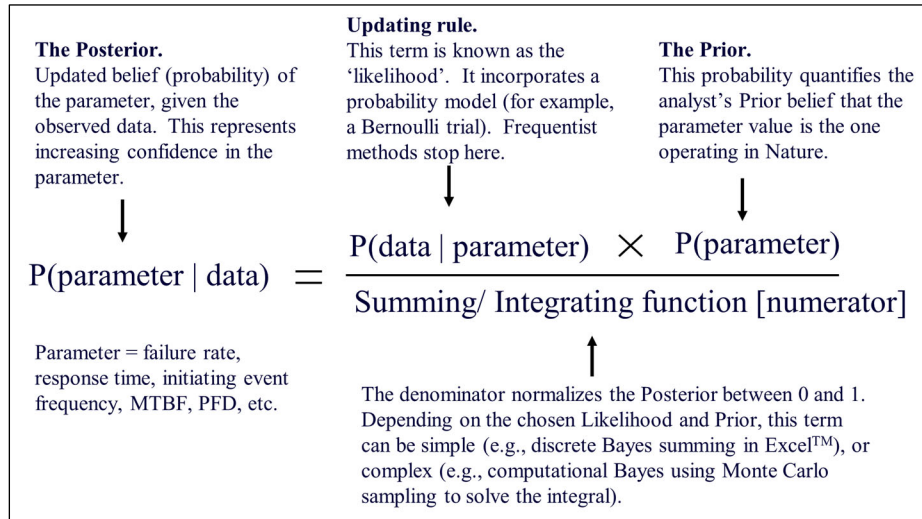 The Posterior.
Updated belief (probability) of
the parameter, given the
observed data. This represents
increasing confidence in the
parameter.
Updating rule.
This term is known as the
‘likelihood’. It incorporates a
probability model (for example,
a Bernoulli trial). Frequentist
methods stop here.
The Prior.
This probability quantifies the
analyst’s Prior belief that the
parameter value is the one
operating in Nature.
P(parameter | data) = P(data | parameter) × P(parameter)
Summing/ Integrating function [numerator]
Parameter = failure rate,
response time, initiating event
frequency, MTBF, PFD, etc.
The denominator normalizes the Posterior between 0 and 1.
Depending on the chosen Likelihood and Prior, this term
can be simple (e.g., discrete Bayes summing in Excel™), or
complex (e.g., computational Bayes using Monte Carlo
sampling to solve the integral).